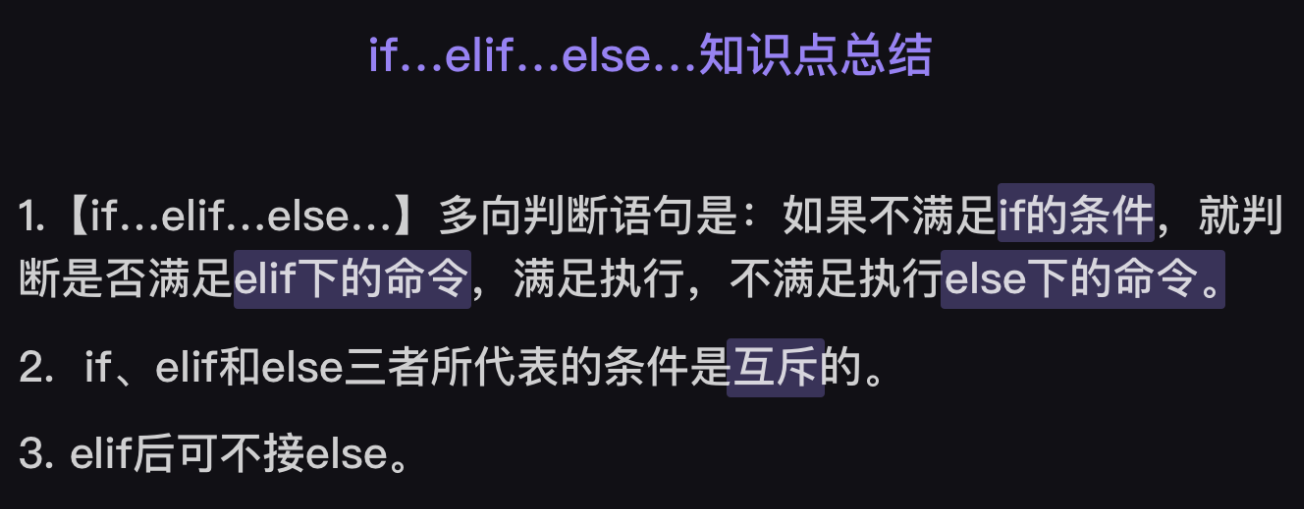 if…elif…else…知识点总结
1.【if…elif…else…】多向判断语句是：如果不满足if的条件，就判
断是否满足elif下的命令，满足执行，不满足执行else下的命令。
2. if、elif和else三者所代表的条件是互斥的。
3. elif后可不接else。